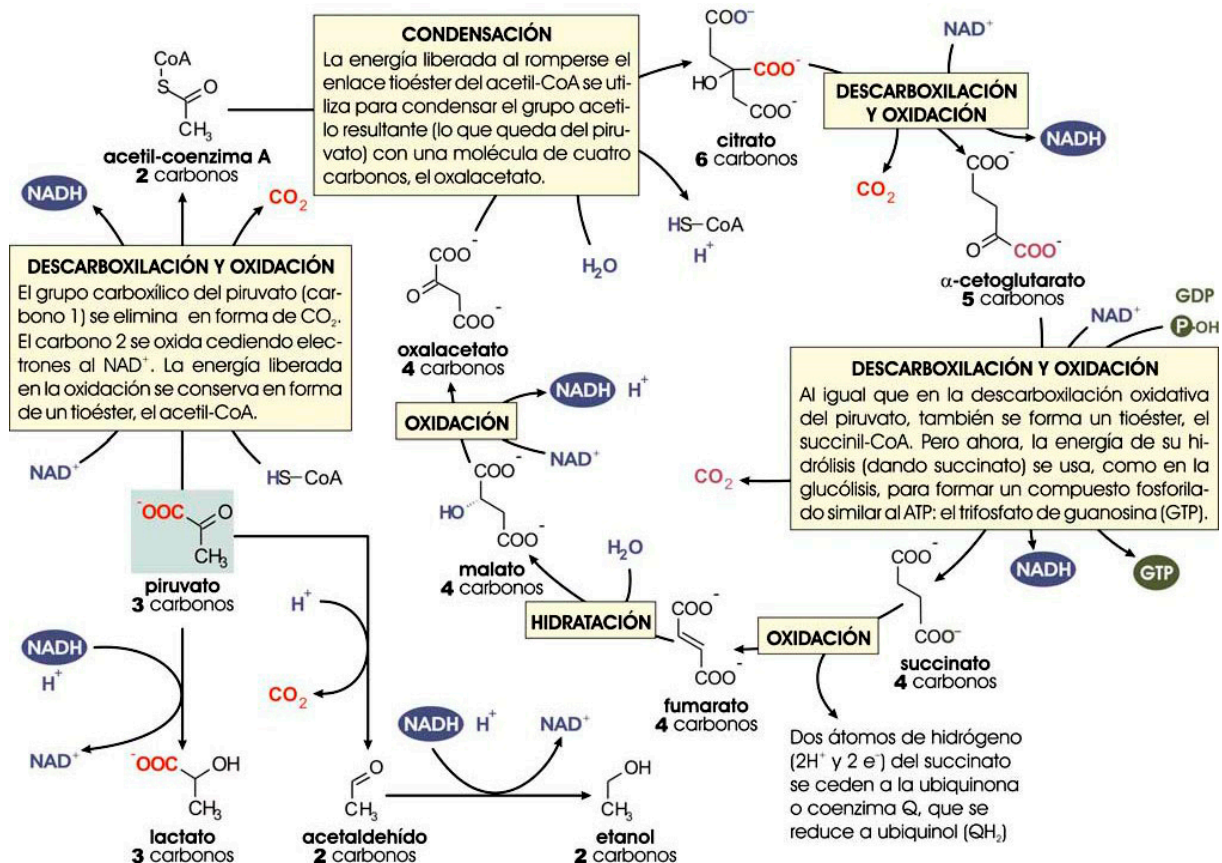 CONDENSACIÓN
La energía liberada al romperse el
enlace tioéster del acetil-CoA se uti-
liza para condensar el grupo aceti-
lo resultante (lo que queda del piru-
vato) con una molécula de cuatro
carbonos, el oxalacetato.
CoA
S
O
CH₃
acetil-coenzima A
2 carbonos
COO⁻
COO⁻
HO
COO⁻
citrato
6 carbonos
NAD⁺
DESCARBOXILACIÓN
Y OXIDACIÓN
NADH
CO₂
HS–CoA
H⁺
H₂O
COO⁻
O
COO⁻
α-cetoglutarato
5 carbonos
NADH
CO₂
DESCARBOXILACIÓN Y OXIDACIÓN
El grupo carboxílico del piruvato (car-
bono 1) se elimina en forma de CO₂.
El carbono 2 se oxida cediendo elec-
trones al NAD⁺. La energía liberada
en la oxidación se conserva en forma
de un tioéster, el acetil-CoA.
NAD⁺
HS–CoA
COO⁻
O
COO⁻
oxalacetato
4 carbonos
NADH H⁺
OXIDACIÓN
NAD⁺
COO⁻
HO
COO⁻
malato
4 carbonos
GDP
NAD⁺
P-OH
DESCARBOXILACIÓN Y OXIDACIÓN
Al igual que en la descarboxilación oxidativa
del piruvato, también se forma un tioéster, el
succinil-CoA. Pero ahora, la energía de su hi-
drólisis (dando succinato) se usa, como en la
glucólisis, para formar un compuesto fosforila-
do similar al ATP: el trifosfato de guanosina (GTP).
CO₂
NADH
GTP
⁻OOC
O
CH₃
piruvato
3 carbonos
H₂O
HIDRATACIÓN
COO⁻
COO⁻
fumarato
4 carbonos
OXIDACIÓN
COO⁻
COO⁻
succinato
4 carbonos
Dos átomos de hidrógeno
(2H⁺ y 2 e⁻) del succinato
se ceden a la ubiquinona
o coenzima Q, que se
reduce a ubiquinol (QH₂)
NADH
H⁺
NAD⁺
H⁺
CO₂
NADH H⁺
NAD⁺
⁻OOC
OH
CH₃
lactato
3 carbonos
O
CH₃
acetaldehído
2 carbonos
OH
CH₃
etanol
2 carbonos